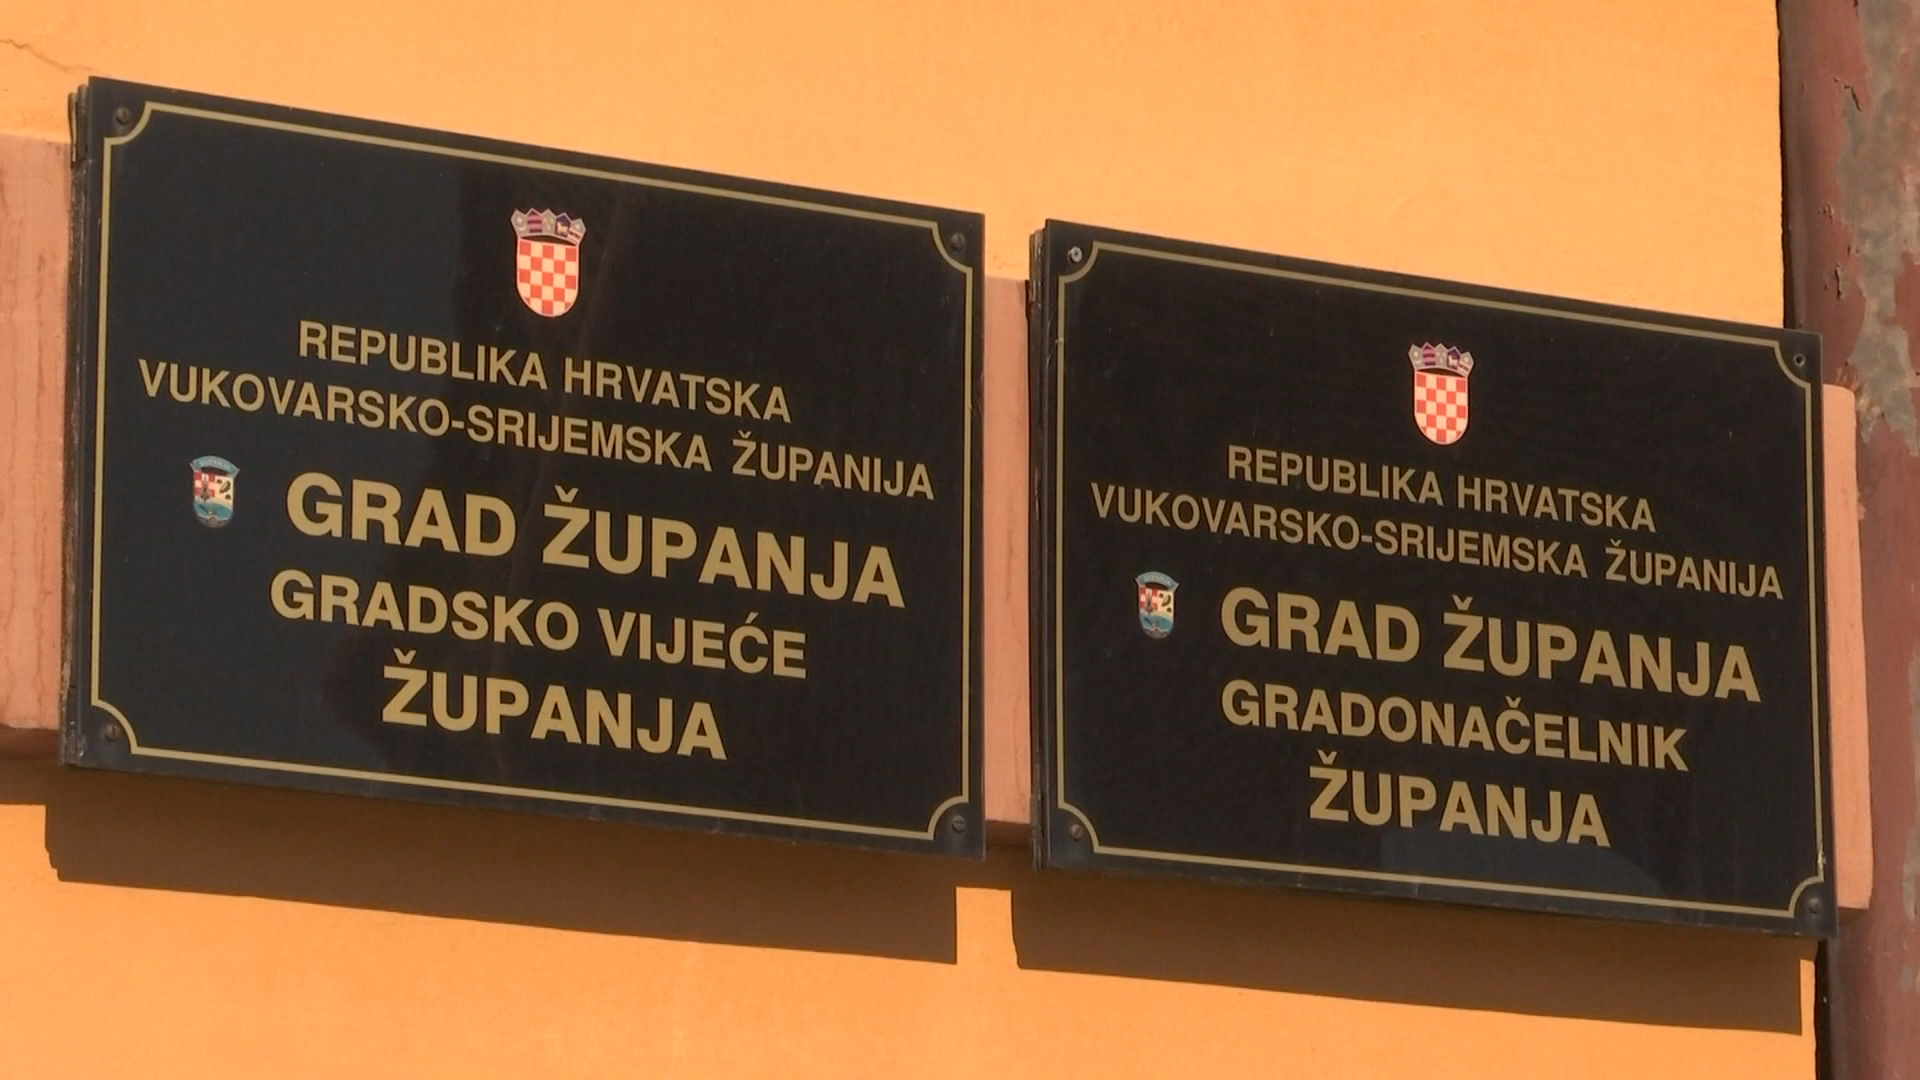 REPUBLIKA HRVATSKA
VUKOVARSKO-SRIJEMSKA ŽUPANIJA
GRAD ŽUPANJA
GRADSKO VIJEĆE
ŽUPANJA
REPUBLIKA HRVATSKA
VUKOVARSKO-SRIJEMSKA ŽUPANIJA
GRAD ŽUPANJA
GRADONAČELNIK
ŽUPANJA